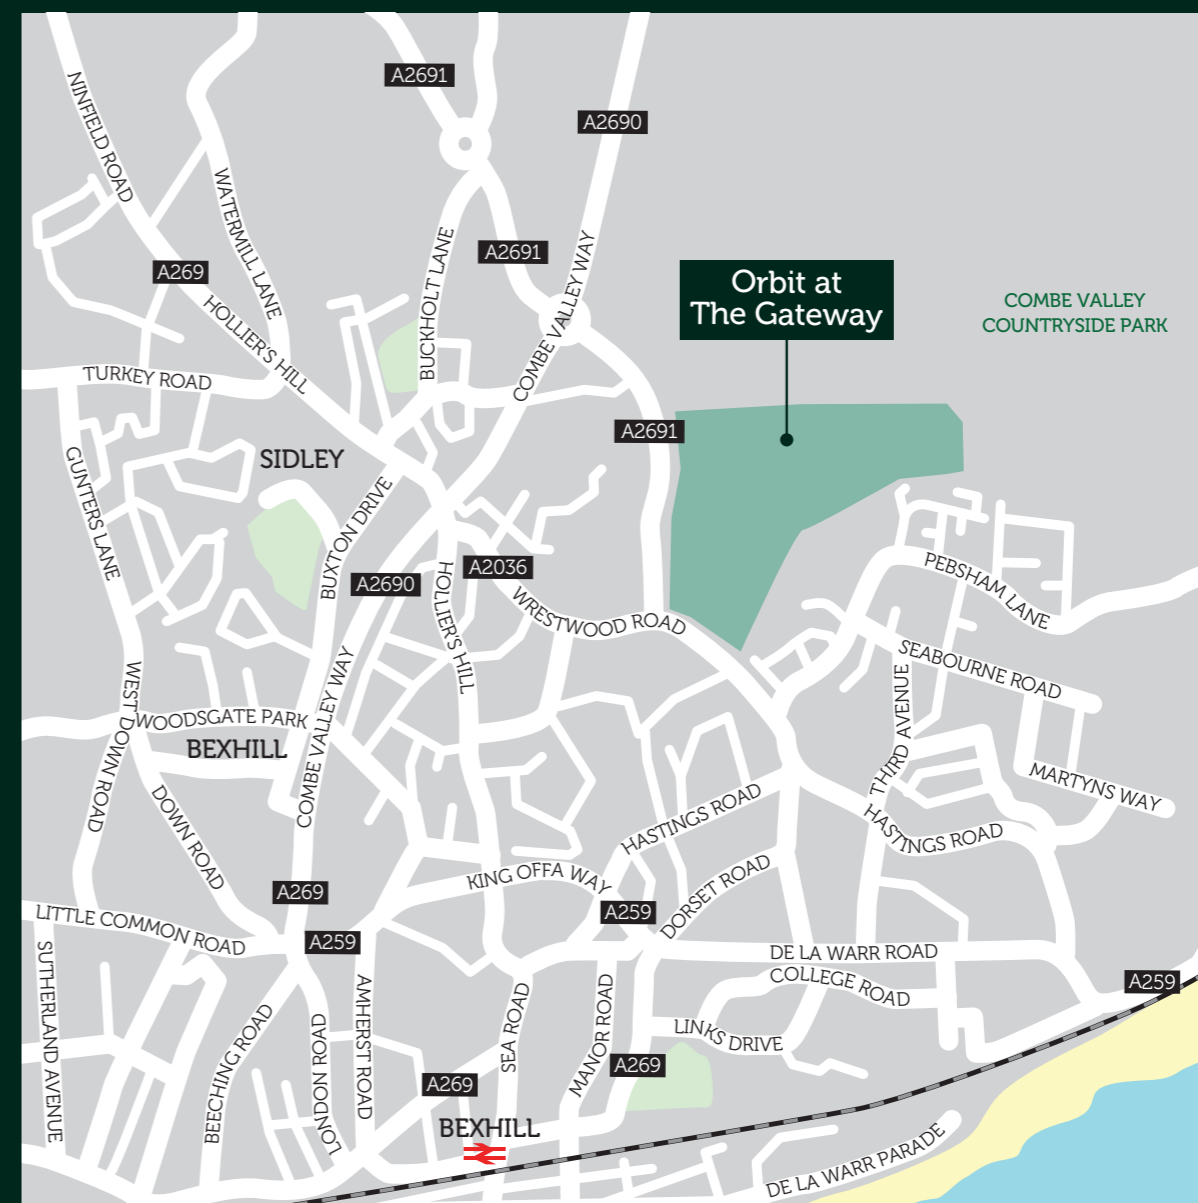 A2691
A2690
NINFIELD ROAD
WATERMILL LANE
A269
A2691
BUCKHOLT LANE
COMBE VALLEY WAY
Orbit at
The Gateway
COMBE VALLEY
COUNTRYSIDE PARK
HOLLIER'S HILL
TURKEY ROAD
A2691
SIDLEY
GUNTERS LANE
BUXTON DRIVE
A2690
HOLLIER'S HILL
A2036
WRESTWOOD ROAD
PEBSHAM LANE
SEABOURNE ROAD
WEST DOWN ROAD
WOODSGATE PARK
BEXHILL
COMBE VALLEY WAY
THIRD AVENUE
MARTYNS WAY
DOWN ROAD
HASTINGS ROAD
HASTINGS ROAD
KING OFFA WAY
DORSET ROAD
A269
A259
LITTLE COMMON ROAD
A259
DE LA WARR ROAD
COLLEGE ROAD
A259
SUTHERLAND AVENUE
BEECHING ROAD
LONDON ROAD
AMHERST ROAD
SEA ROAD
MANOR ROAD
LINKS DRIVE
A269
A269
BEXHILL
DE LA WARR PARADE